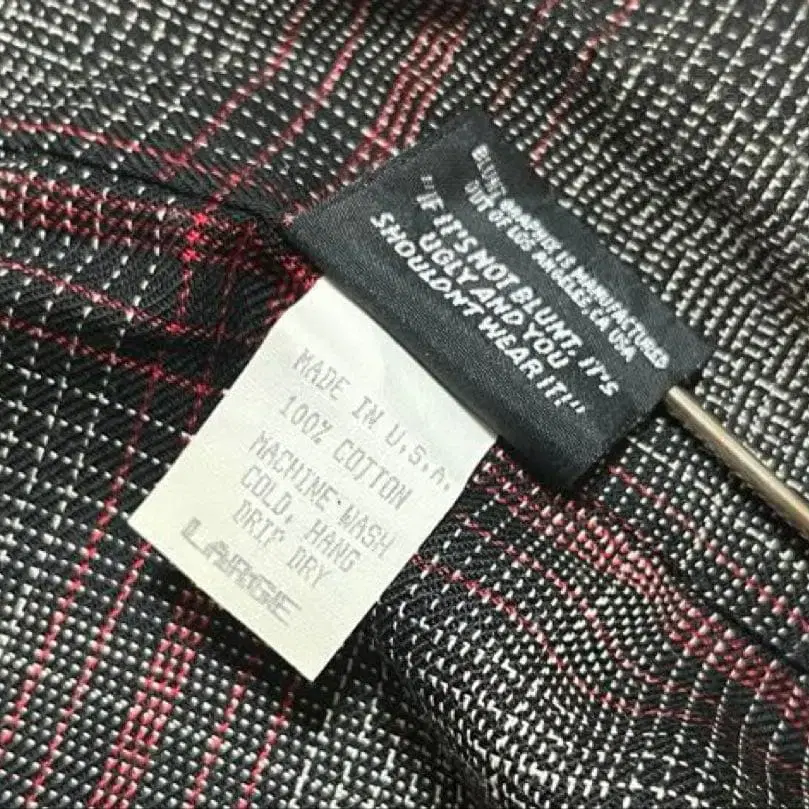 BLUNT GRAPHIX IS MANUFACTURED
OUT OF LOS ANGELES, CA USA
"IF IT'S NOT BLUNT, IT'S
UGLY AND YOU
SHOULDN'T WEAR IT!"
MADE IN U.S.A.
100% COTTON
MACHINE WASH
COLD, HANG
DRIP DRY
LARGE